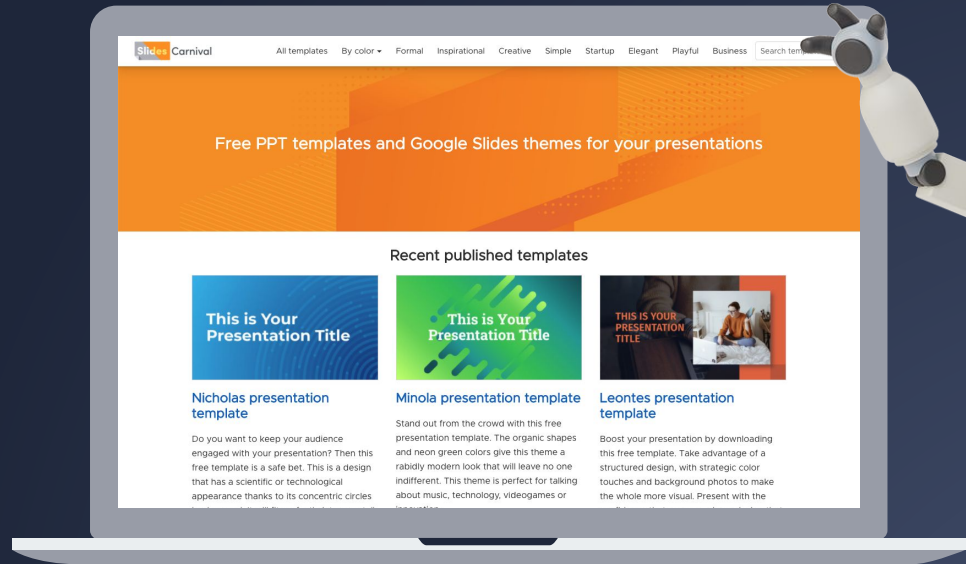 Slides Carnival
All templates By color Formal Inspirational Creative Simple Startup Elegant Playful Business Search
Free PPT templates and Google Slides themes for your presentations
Recent published templates
This is Your
Presentation Title
Nicholas presentation
template
Do you want to keep your audience
engaged with your presentation? Then this
free template is a safe bet. This is a design
that has a scientific or technological
appearance thanks to its concentric circles
This is Your
Presentation Title
Minola presentation template
Stand out from the crowd with this free
presentation template. The organic shapes
and neon green colors give this theme a
rabidly modern look that will leave no one
indifferent. This theme is perfect for talking
about music, technology, videogames or
THIS IS YOUR
PRESENTATION
TITLE
Leontes presentation
template
Boost your presentation by downloading
this free template. Take advantage of a
structured design, with strategic color
touches and background photos to make
the whole more visual. Present with the